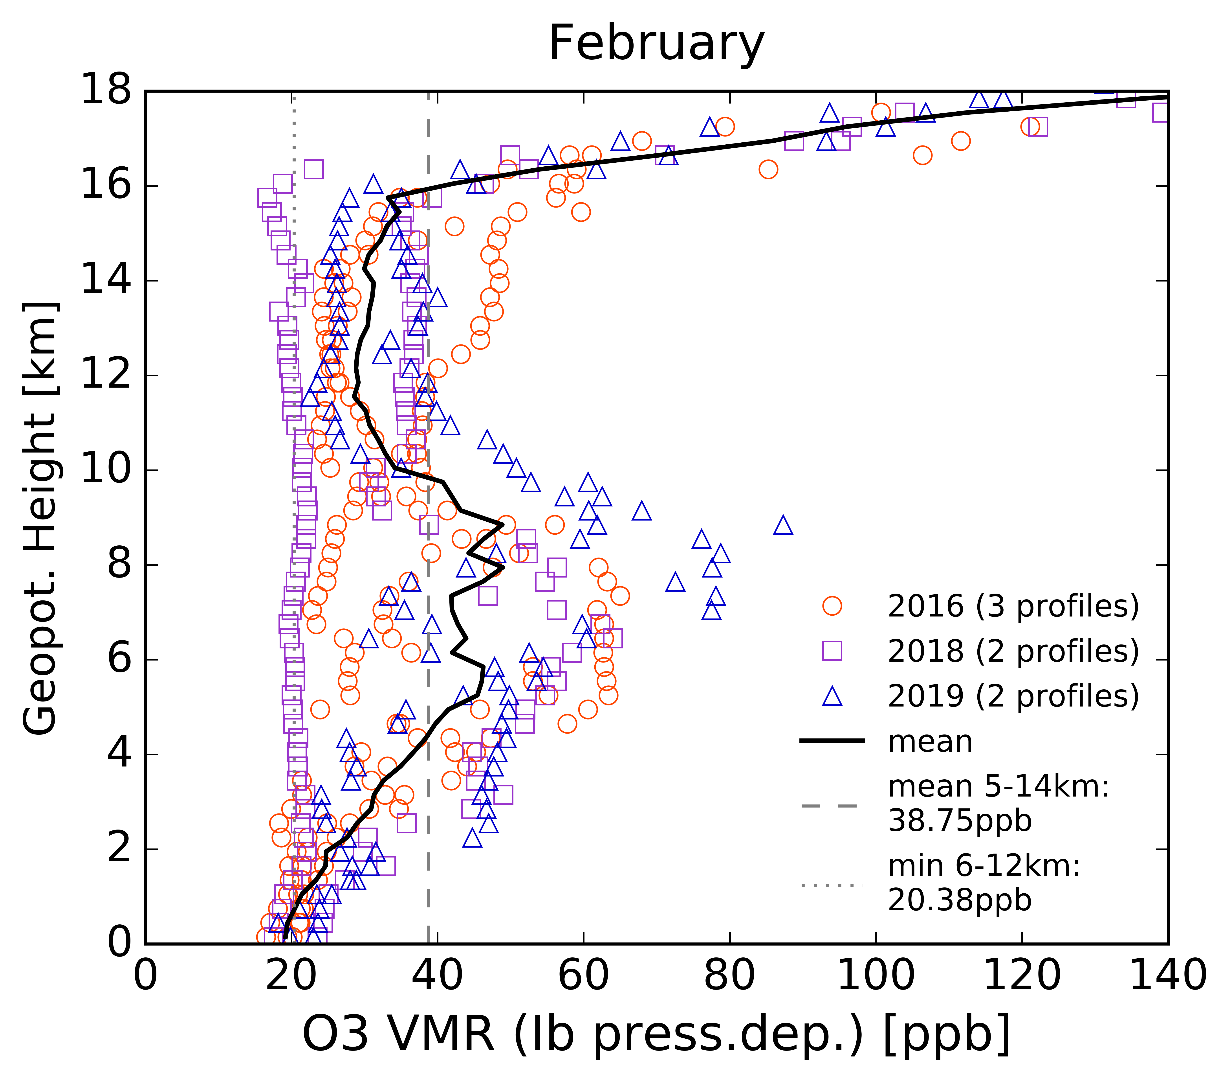 February
18
16
14
12
10
8
6
4
2
0
Geopot. Height [km]
0 20 40 60 80 100 120 140
O3 VMR (Ib press.dep.) [ppb]
2016 (3 profiles)
2018 (2 profiles)
2019 (2 profiles)
mean
mean 5-14km:
38.75ppb
min 6-12km:
20.38ppb